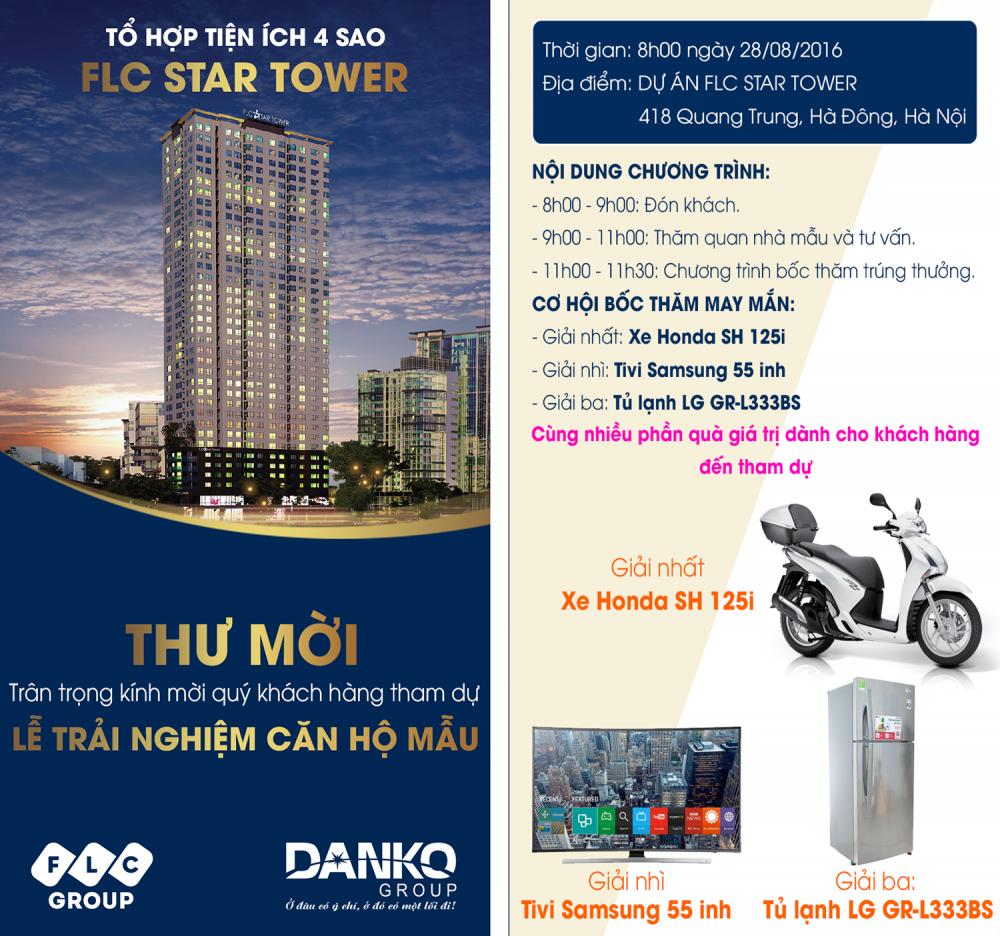 TỔ HỢP TIỆN ÍCH 4 SAO
FLC STAR TOWER
FLC STAR TOWER
THƯ MỜI
Trân trọng kính mời quý khách hàng tham dự
LỄ TRẢI NGHIỆM CĂN HỘ MẪU
FLC
GROUP
DANKO
GROUP
Ở đâu có ý chí, ở đó có một lối đi!
Thời gian: 8h00 ngày 28/08/2016
Địa điểm: DỰ ÁN FLC STAR TOWER
418 Quang Trung, Hà Đông, Hà Nội
NỘI DUNG CHƯƠNG TRÌNH:
- 8h00 - 9h00: Đón khách.
- 9h00 - 11h00: Thăm quan nhà mẫu và tư vấn.
- 11h00 - 11h30: Chương trình bốc thăm trúng thưởng.
CƠ HỘI BỐC THĂM MAY MẮN:
- Giải nhất: Xe Honda SH 125i
- Giải nhì: Tivi Samsung 55 inh
- Giải ba: Tủ lạnh LG GR-L333BS
Cùng nhiều phần quà giá trị dành cho khách hàng
đến tham dự
Giải nhất
Xe Honda SH 125i
RECENT FEATURED
YouTube
NEWS
Giải nhì
Tivi Samsung 55 inh
Giải ba:
Tủ lạnh LG GR-L333BS